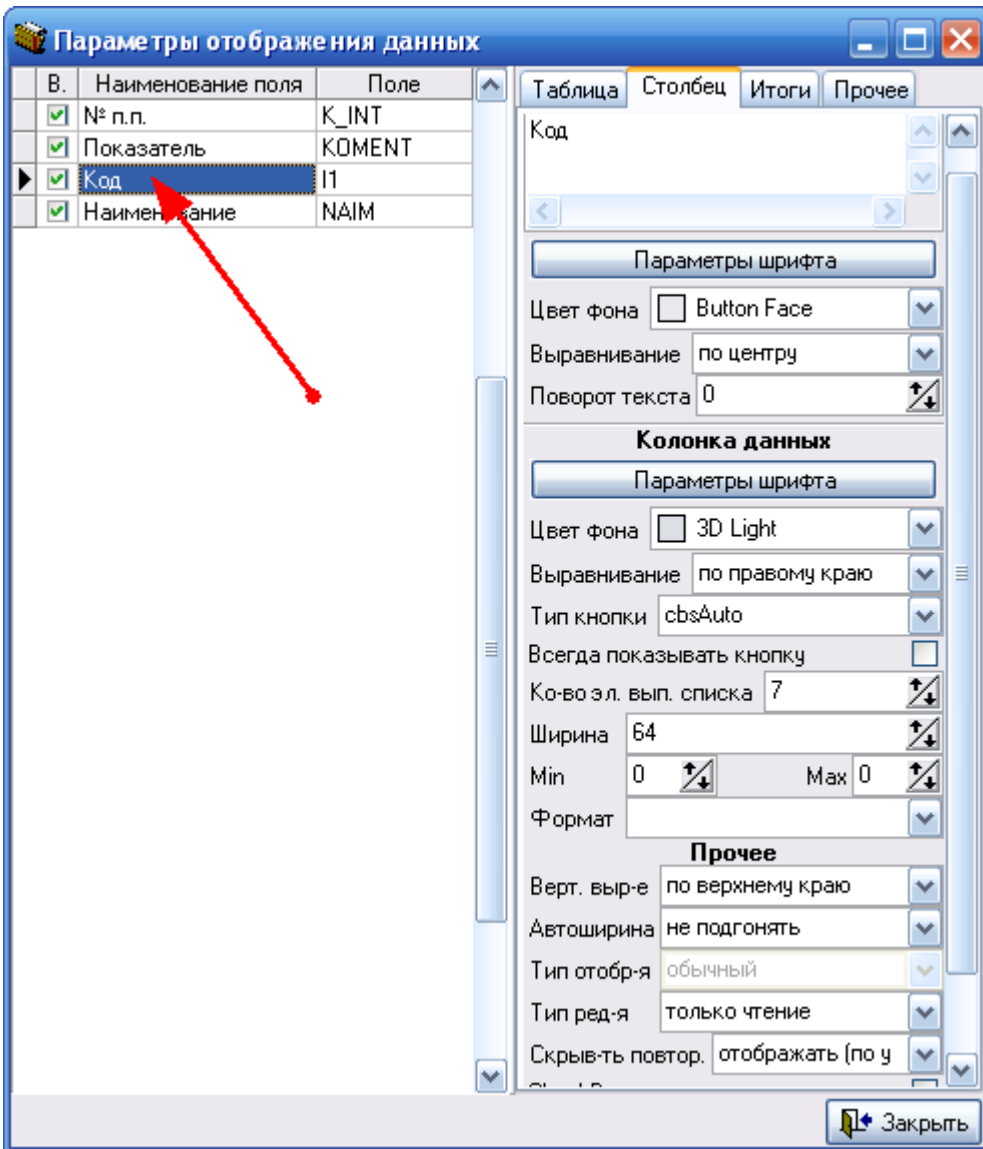 Параметры отображения данных
В. Наименование поля Поле
№ п.п. K_INT
Показатель KOMENT
Код I1
Наименование NAIM
Таблица Столбец Итоги Прочее
Код
Параметры шрифта
Цвет фона Button Face
Выравнивание по центру
Поворот текста 0
Колонка данных
Параметры шрифта
Цвет фона 3D Light
Выравнивание по правому краю
Тип кнопки cbsAuto
Всегда показывать кнопку
Ко-во эл. вып. списка 7
Ширина 64
Min 0 Max 0
Формат
Прочее
Верт. выр-е по верхнему краю
Автоширина не подгонять
Тип отобр-я обычный
Тип ред-я только чтение
Скрыв-ть повтор. отображать (по у
Закрыть